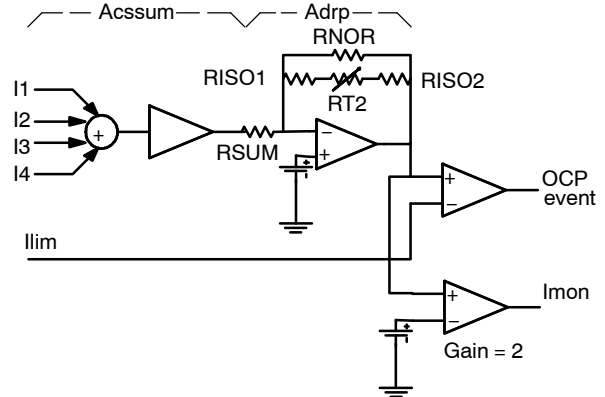 Acssum
Adrp
RNOR
RISO1
RISO2
RT2
I1
I2
I3
I4
+
RSUM
−
+
+
+
−
OCP
event
Ilim
+
−
Imon
+
Gain = 2